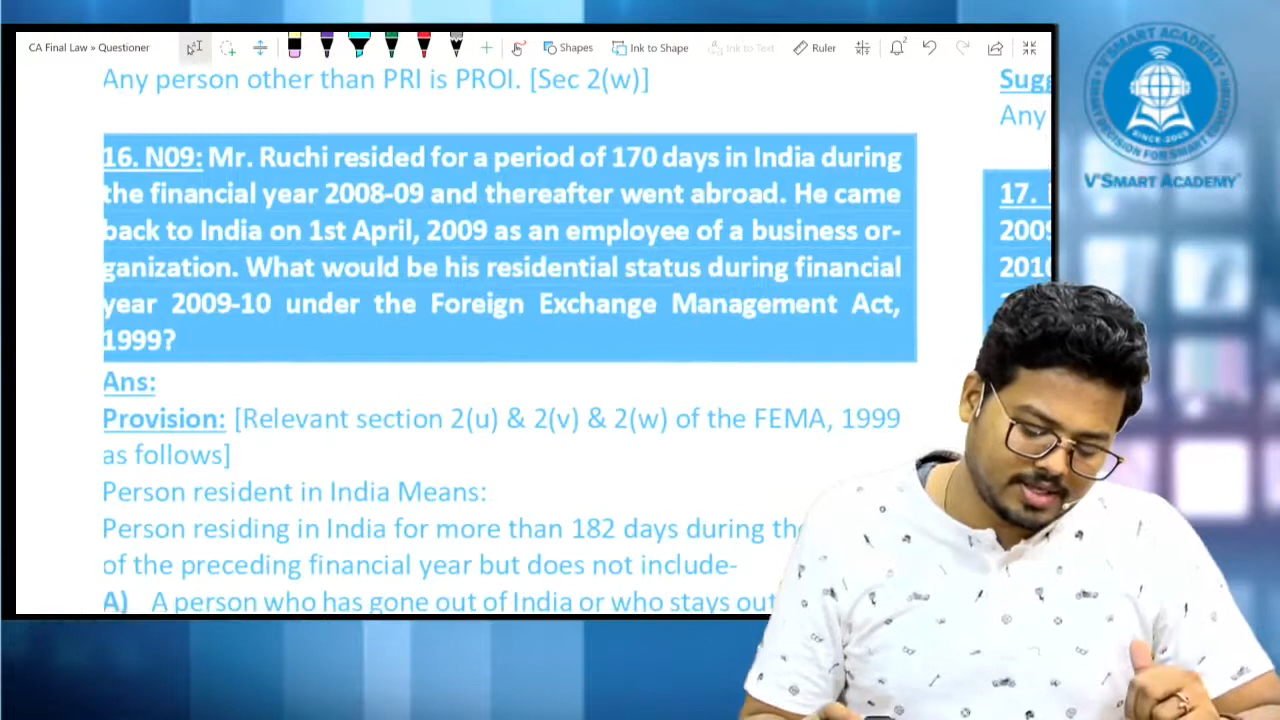 CA Final Law » Questioner
Shapes
Ink to Shape
Ink to Text
Ruler
Any person other than PRI is PROI. [Sec 2(w)]
16. N09: Mr. Ruchi resided for a period of 170 days in India during
the financial year 2008-09 and thereafter went abroad. He came
back to India on 1st April, 2009 as an employee of a business or-
ganization. What would be his residential status during financial
year 2009-10 under the Foreign Exchange Management Act,
1999?
Ans:
Provision: [Relevant section 2(u) & 2(v) & 2(w) of the FEMA, 1999
as follows]
Person resident in India Means:
Person residing in India for more than 182 days during the
of the preceding financial year but does not include-
A) A person who has gone out of India or who stays out
Any
17.
2009
V'SMART ACADEMY
SINCE 2005
V'SMART ACADEMY